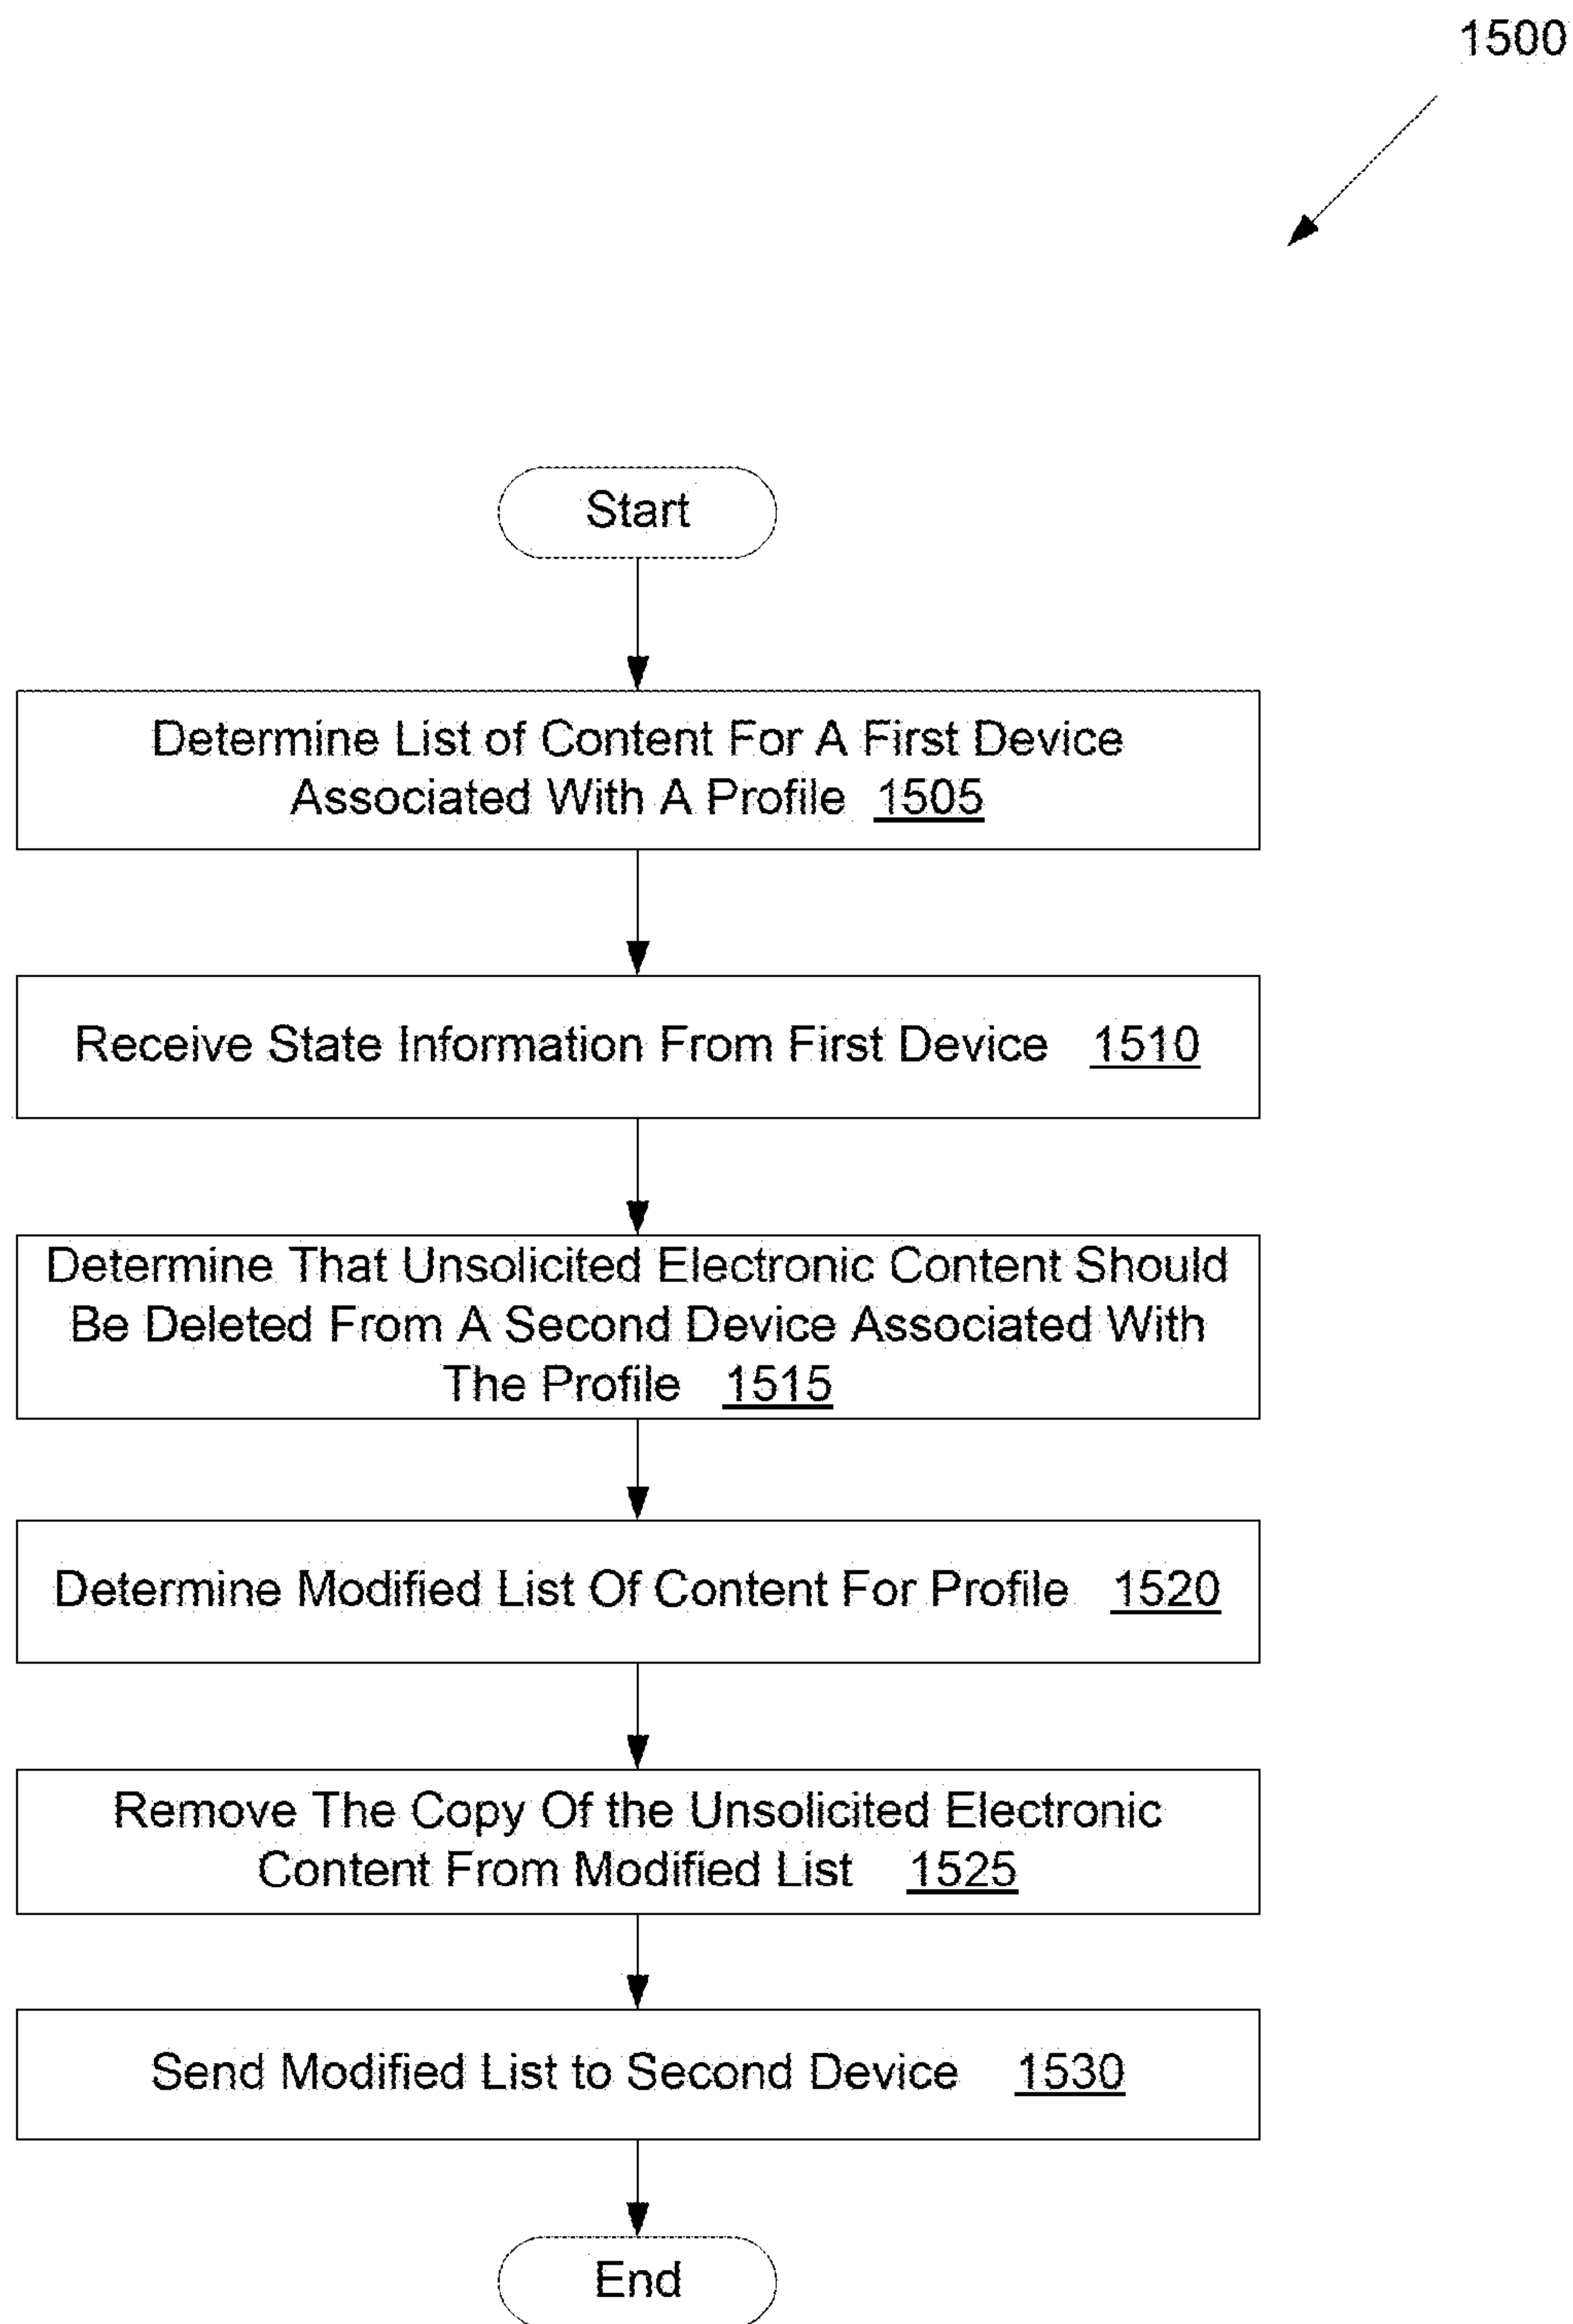 1500
Start
Determine List of Content For A First Device
Associated With A Profile 1505
Receive State Information From First Device 1510
Determine That Unsolicited Electronic Content Should
Be Deleted From A Second Device Associated With
The Profile 1515
Determine Modified List Of Content For Profile 1520
Remove The Copy Of the Unsolicited Electronic
Content From Modified List 1525
Send Modified List to Second Device 1530
End